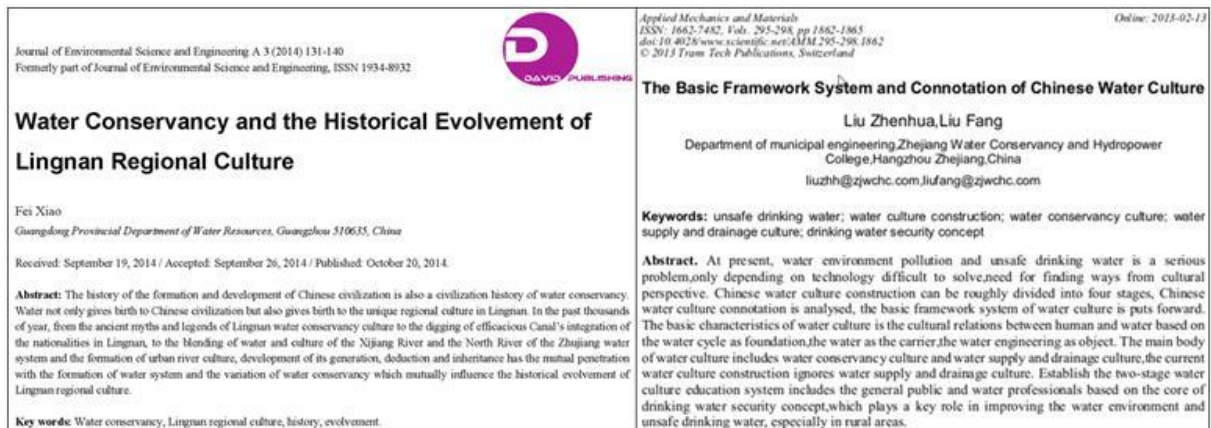 Journal of Environmental Science and Engineering A 3 (2014) 131-140
Formerly part of Journal of Environmental Science and Engineering, ISSN 1934-8932
D
DAVID PUBLISHING
Water Conservancy and the Historical Evolvement of
Lingnan Regional Culture
Fei Xiao
Guangdong Provincial Department of Water Resources, Guangzhou 510635, China
Received: September 19, 2014 / Accepted: September 26, 2014 / Published: October 20, 2014.
Abstract: The history of the formation and development of Chinese civilization is also a civilization history of water conservancy.
Water not only gives birth to Chinese civilization but also gives birth to the unique regional culture in Lingnan. In the past thousands
of year, from the ancient myths and legends of Lingnan water conservancy culture to the digging of efficacious Canal's integration of
the nationalities in Lingnan, to the blending of water and culture of the Xijiang River and the North River of the Zhujiang water
system and the formation of urban river culture, development of its generation, deduction and inheritance has the mutual penetration
with the formation of water system and the variation of water conservancy which mutually influence the historical evolvement of
Lingnan regional culture.
Key words: Water conservancy, Lingnan regional culture, history, evolvement.
Applied Mechanics and Materials
Online: 2013-02-13
ISSN: 1662-7482, Vols. 295-298, pp 1862-1865
doi:10.4028/www.scientific.net/AMM.295-298.1862
© 2013 Trans Tech Publications, Switzerland
The Basic Framework System and Connotation of Chinese Water Culture
Liu Zhenhua,Liu Fang
Department of municipal engineering,Zhejiang Water Conservancy and Hydropower
College,Hangzhou Zhejiang,China
liuzhh@zjwchc.com,liufang@zjwchc.com
Keywords: unsafe drinking water; water culture construction; water conservancy culture; water
supply and drainage culture; drinking water security concept
Abstract. At present, water environment pollution and unsafe drinking water is a serious
problem,only depending on technology difficult to solve,need for finding ways from cultural
perspective. Chinese water culture construction can be roughly divided into four stages, Chinese
water culture connotation is analysed, the basic framework system of water culture is puts forward.
The basic characteristics of water culture is the cultural relations between human and water based on
the water cycle as foundation,the water as the carrier,the water engineering as object. The main body
of water culture includes water conservancy culture and water supply and drainage culture,the current
water culture construction ignores water supply and drainage culture. Establish the two-stage water
culture education system includes the general public and water professionals based on the core of
drinking water security concept,which plays a key role in improving the water environment and
unsafe drinking water, especially in rural areas.